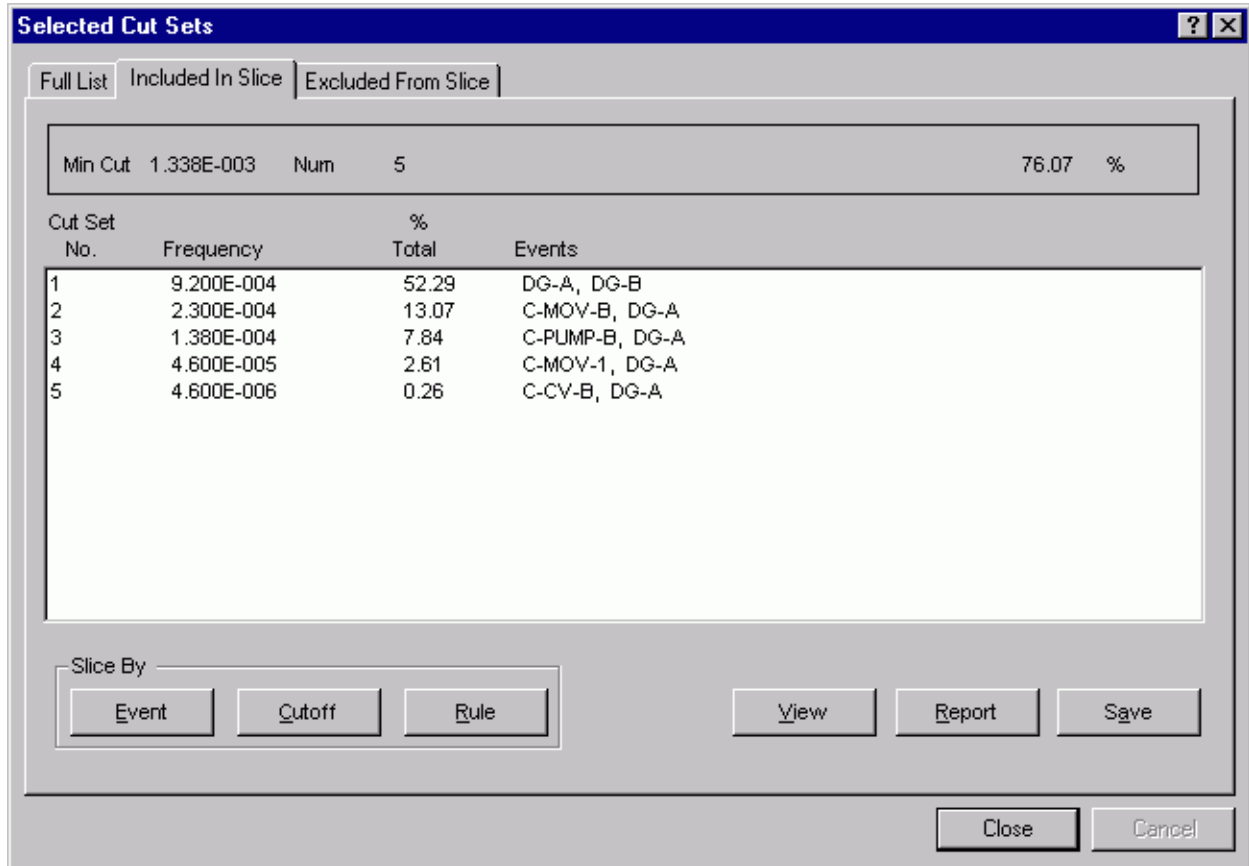 Selected Cut Sets
Full List Included In Slice Excluded From Slice
Min Cut 1.338E-003 Num 5 76.07 %
Cut Set %
No. Frequency Total Events
1 9.200E-004 52.29 DG-A, DG-B
2 2.300E-004 13.07 C-MOV-B, DG-A
3 1.380E-004 7.84 C-PUMP-B, DG-A
4 4.600E-005 2.61 C-MOV-1, DG-A
5 4.600E-006 0.26 C-CV-B, DG-A
Slice By
Event Cutoff Rule View Report Save
Close Cancel